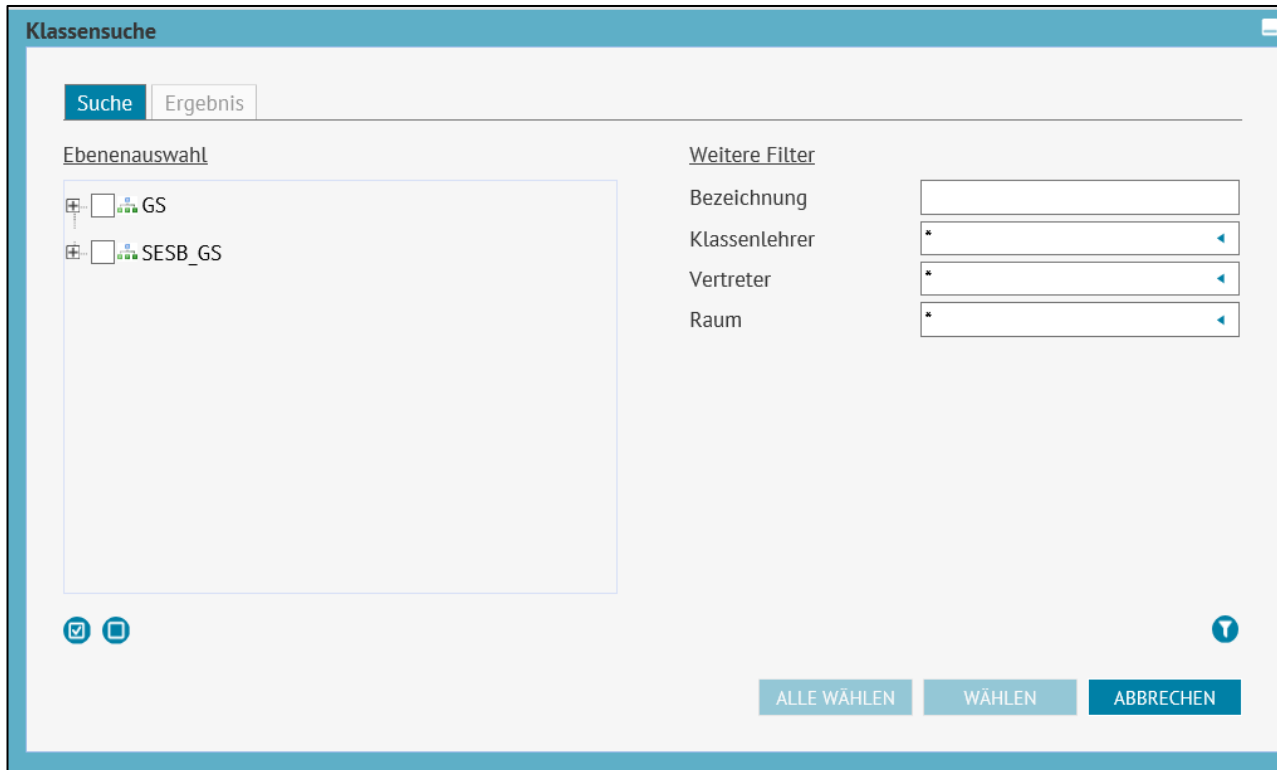 Klassensuche
Suche Ergebnis
Ebenenauswahl
GS
SESB_GS
Weitere Filter
Bezeichnung
Klassenlehrer *
Vertreter *
Raum *
ALLE WÄHLEN WÄHLEN ABBRECHEN